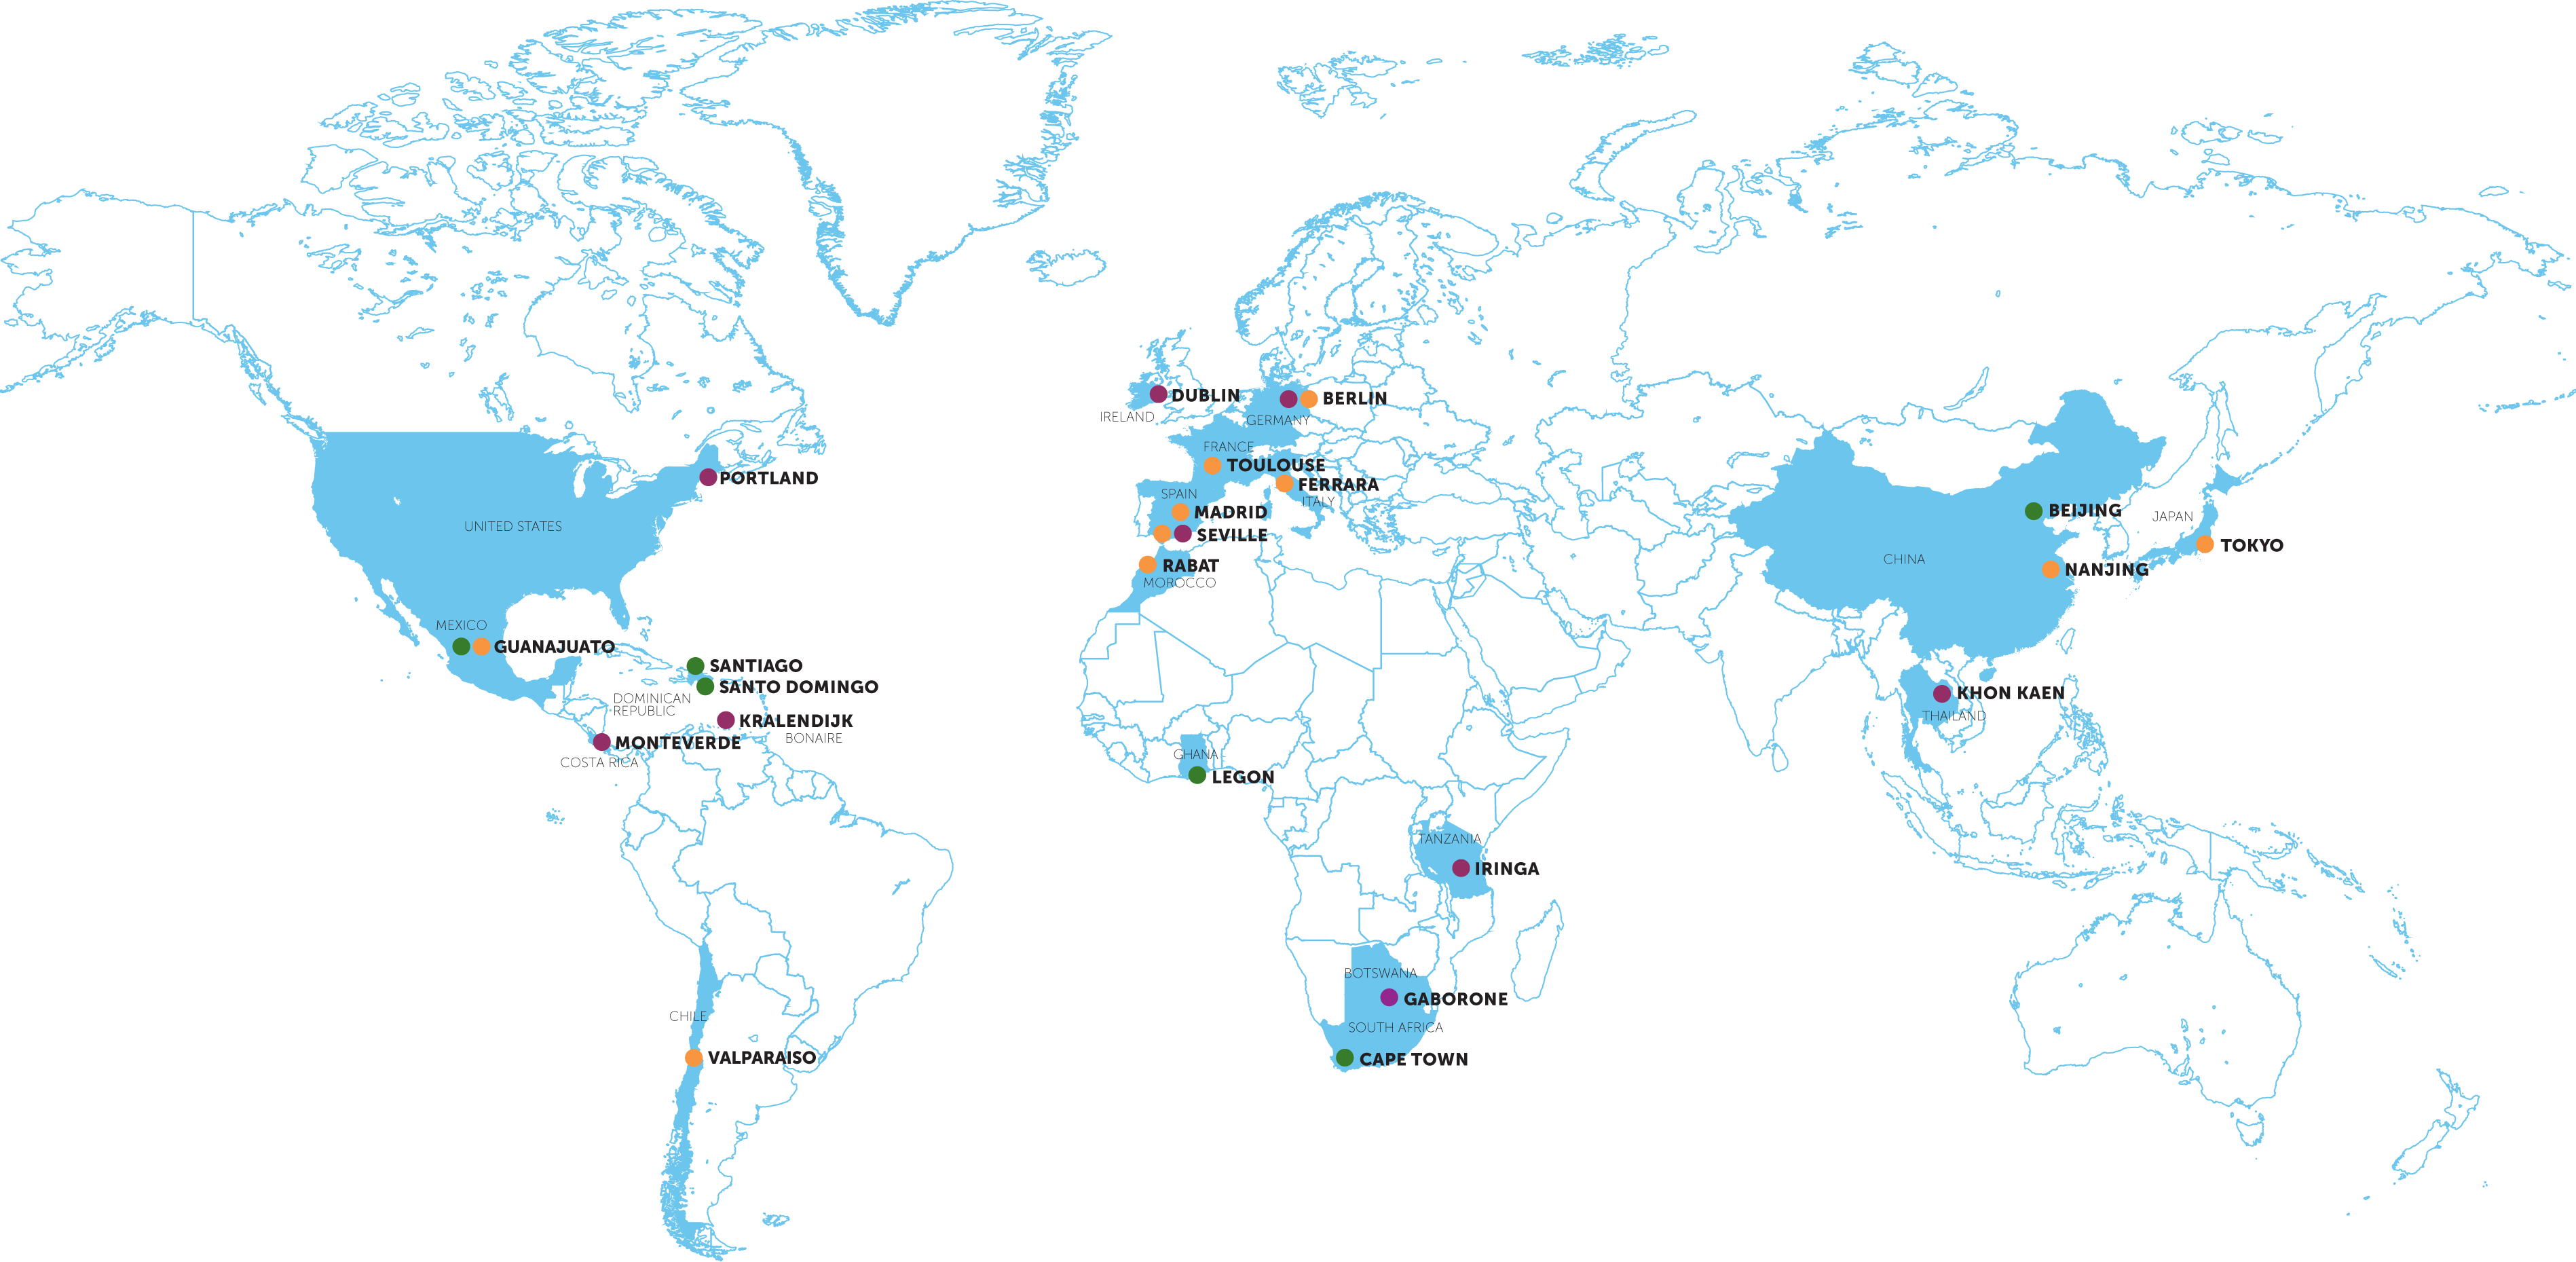 DUBLIN
IRELAND
BERLIN
GERMANY
FRANCE
TOULOUSE
FERRARA
ITALY
SPAIN
MADRID
SEVILLE
RABAT
MOROCCO
PORTLAND
UNITED STATES
MEXICO
GUANAJUATO
SANTIAGO
SANTO DOMINGO
DOMINICAN
REPUBLIC
KRALENDIJK
BONAIRE
MONTEVERDE
COSTA RICA
CHILE
VALPARAISO
GHANA
LEGON
TANZANIA
IRINGA
BOTSWANA
GABORONE
SOUTH AFRICA
CAPE TOWN
BEIJING
JAPAN
TOKYO
CHINA
NANJING
KHON KAEN
THAILAND